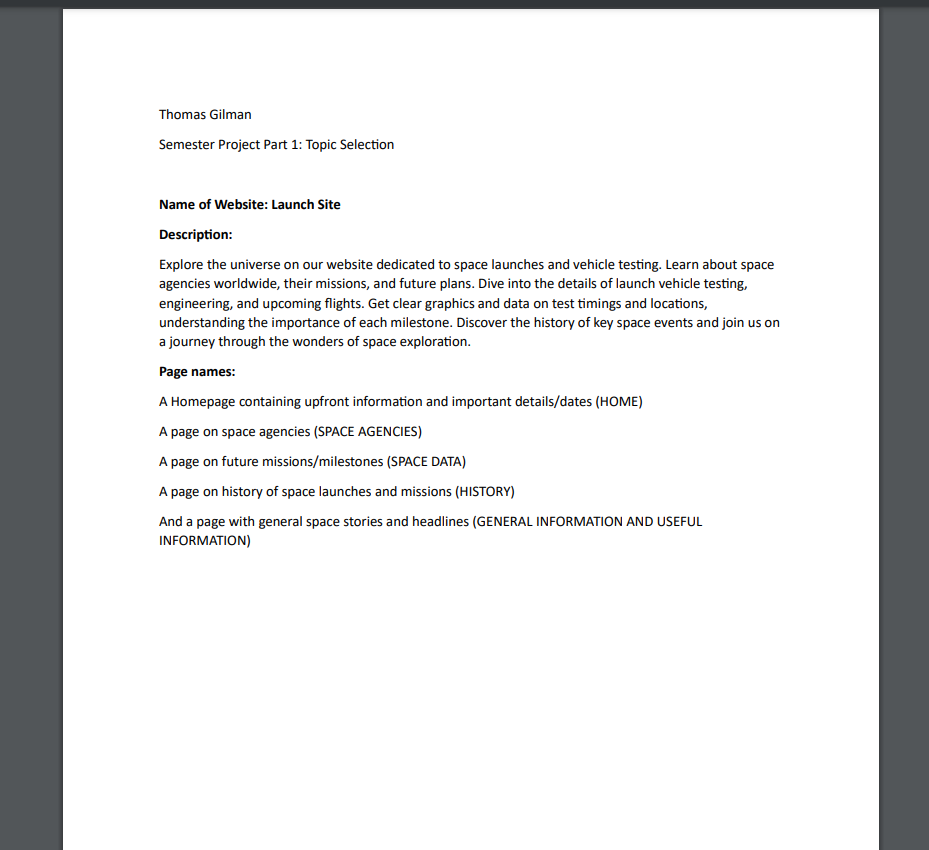 Thomas Gilman
Semester Project Part 1: Topic Selection
Name of Website: Launch Site
Description:
Explore the universe on our website dedicated to space launches and vehicle testing. Learn about space
agencies worldwide, their missions, and future plans. Dive into the details of launch vehicle testing,
engineering, and upcoming flights. Get clear graphics and data on test timings and locations,
understanding the importance of each milestone. Discover the history of key space events and join us on
a journey through the wonders of space exploration.
Page names:
A Homepage containing upfront information and important details/dates (HOME)
A page on space agencies (SPACE AGENCIES)
A page on future missions/milestones (SPACE DATA)
A page on history of space launches and missions (HISTORY)
And a page with general space stories and headlines (GENERAL INFORMATION AND USEFUL
INFORMATION)